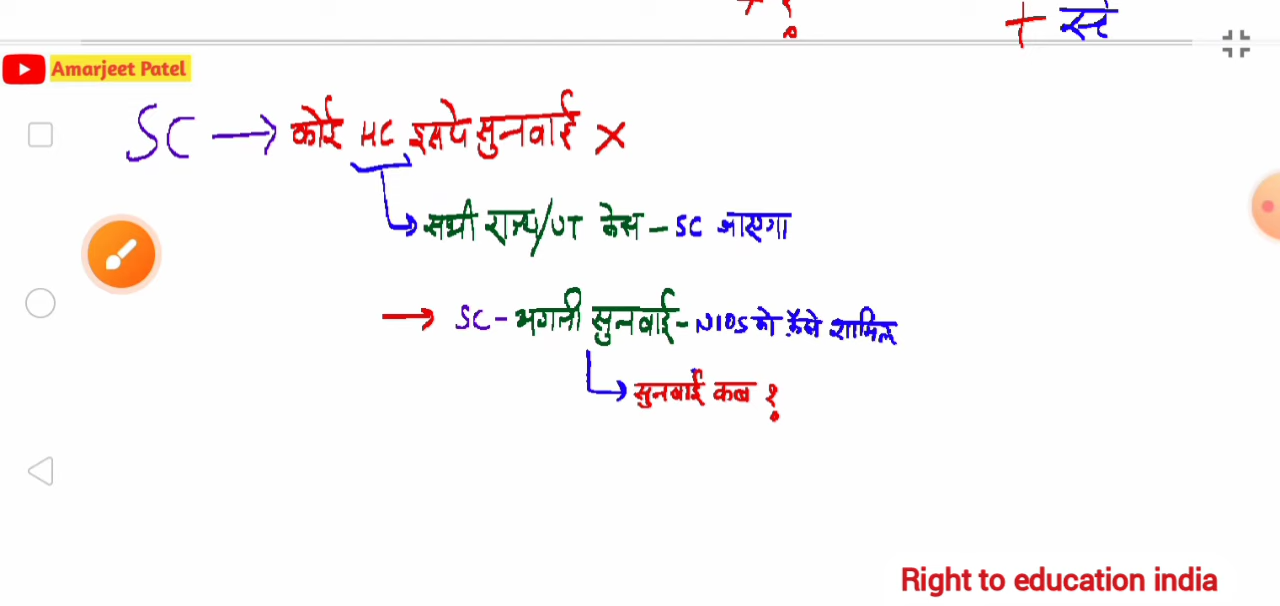 + स्टे
Amarjeet Patel
SC → कोई HC इसपे सुनवाई X
सभी राज्य/UT केस - SC जाएगा
→ SC - अगली सुनवाई - NIOS को कैसे शामिल
सुनवाई कब ?
Right to education india